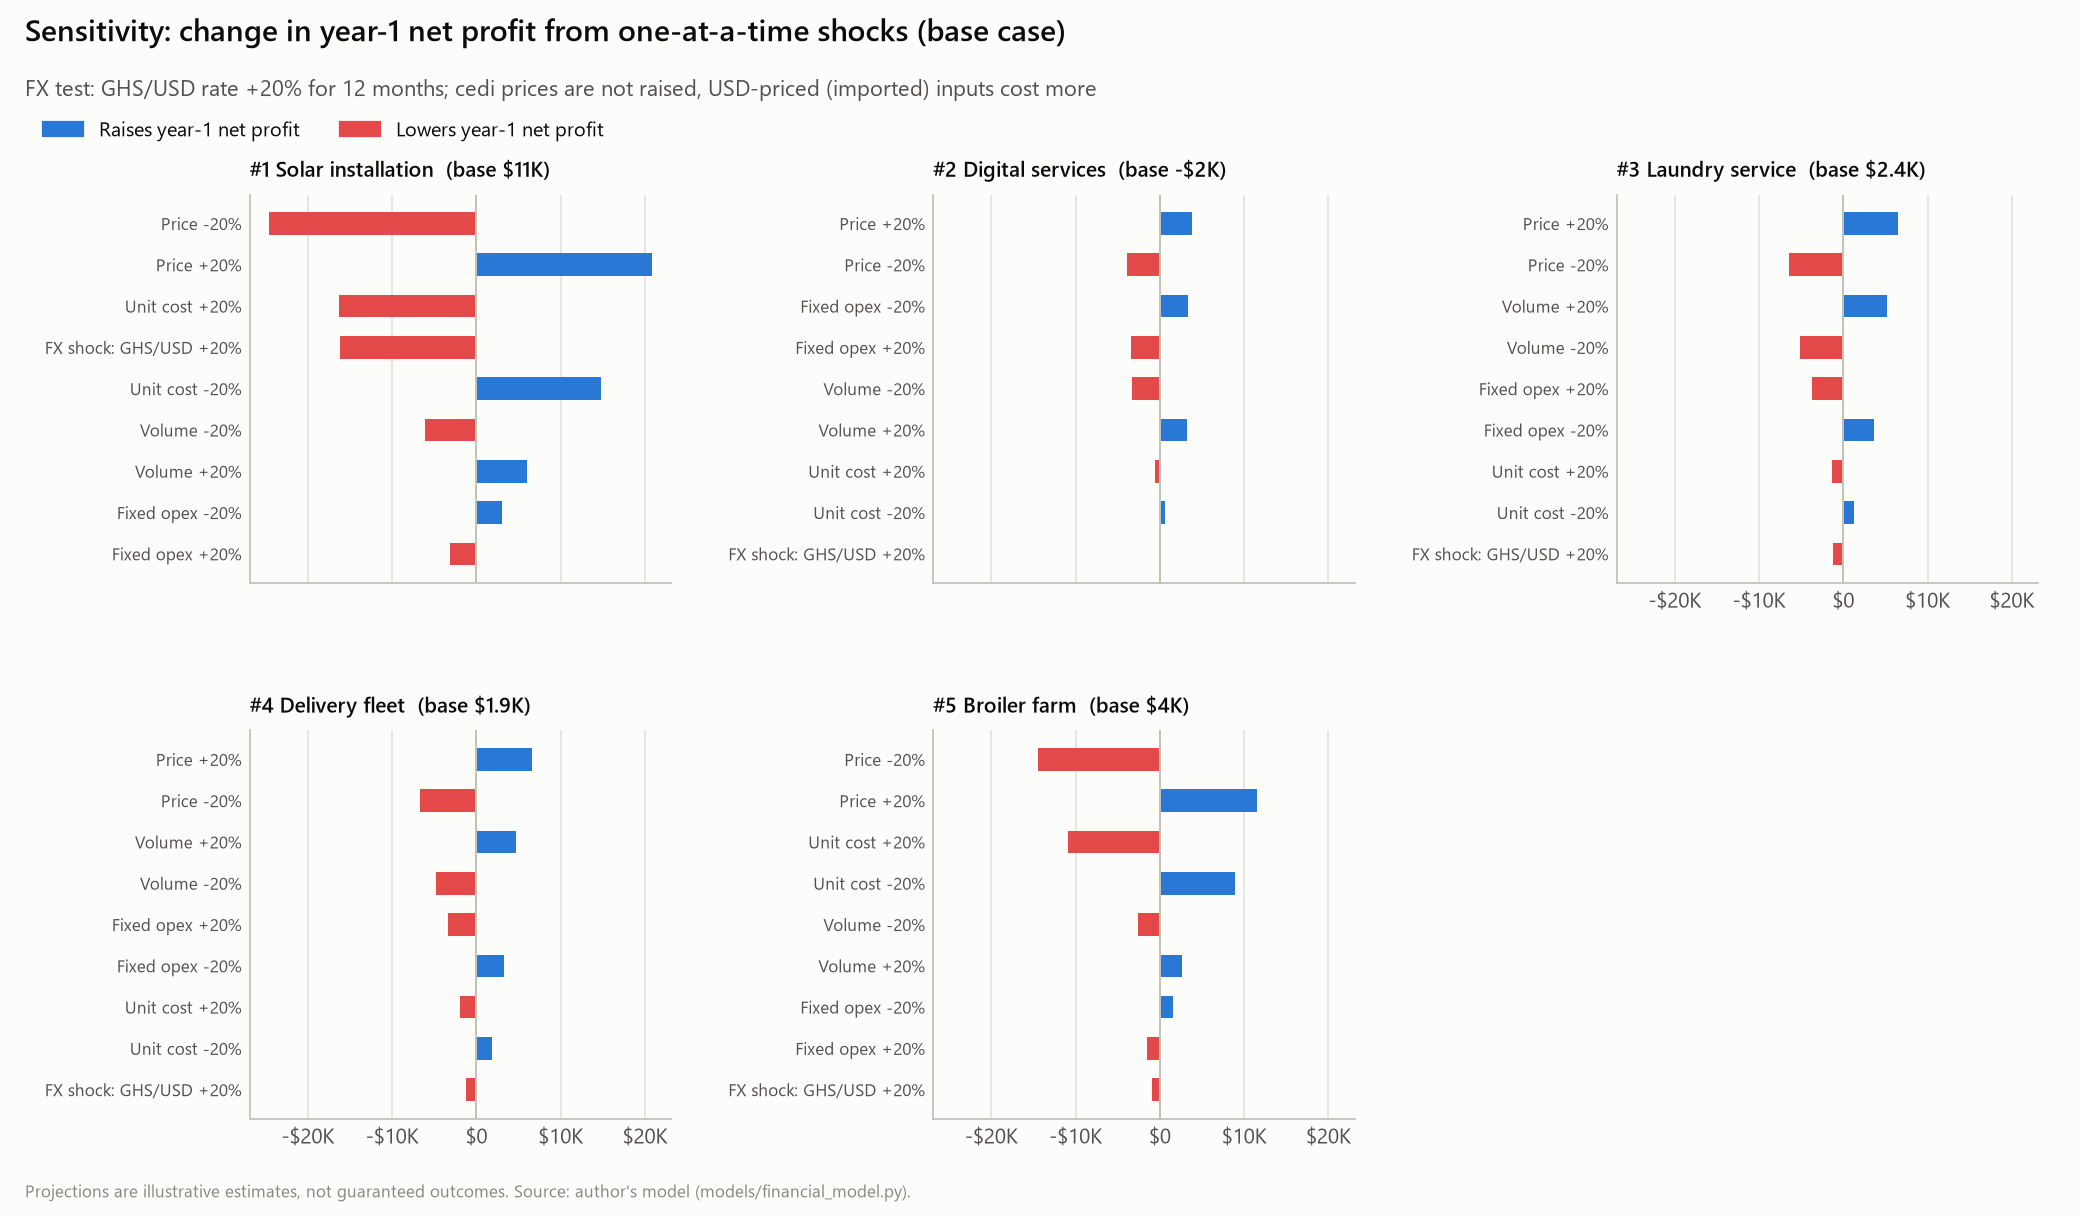 Sensitivity: change in year-1 net profit from one-at-a-time shocks (base case)
FX test: GHS/USD rate +20% for 12 months; cedi prices are not raised, USD-priced (imported) inputs cost more
Raises year-1 net profit
Lowers year-1 net profit
#1 Solar installation (base $11K)
Price -20%
Price +20%
Unit cost +20%
FX shock: GHS/USD +20%
Unit cost -20%
Volume -20%
Volume +20%
Fixed opex -20%
Fixed opex +20%
#2 Digital services (base -$2K)
Price +20%
Price -20%
Fixed opex -20%
Fixed opex +20%
Volume -20%
Volume +20%
Unit cost +20%
Unit cost -20%
FX shock: GHS/USD +20%
#3 Laundry service (base $2.4K)
Price +20%
Price -20%
Volume +20%
Volume -20%
Fixed opex +20%
Fixed opex -20%
Unit cost +20%
Unit cost -20%
FX shock: GHS/USD +20%
-$20K -$10K $0 $10K $20K
#4 Delivery fleet (base $1.9K)
Price +20%
Price -20%
Volume +20%
Volume -20%
Fixed opex +20%
Fixed opex -20%
Unit cost +20%
Unit cost -20%
FX shock: GHS/USD +20%
-$20K -$10K $0 $10K $20K
#5 Broiler farm (base $4K)
Price -20%
Price +20%
Unit cost +20%
Unit cost -20%
Volume -20%
Volume +20%
Fixed opex -20%
Fixed opex +20%
FX shock: GHS/USD +20%
-$20K -$10K $0 $10K $20K
Projections are illustrative estimates, not guaranteed outcomes. Source: author's model (models/financial_model.py).